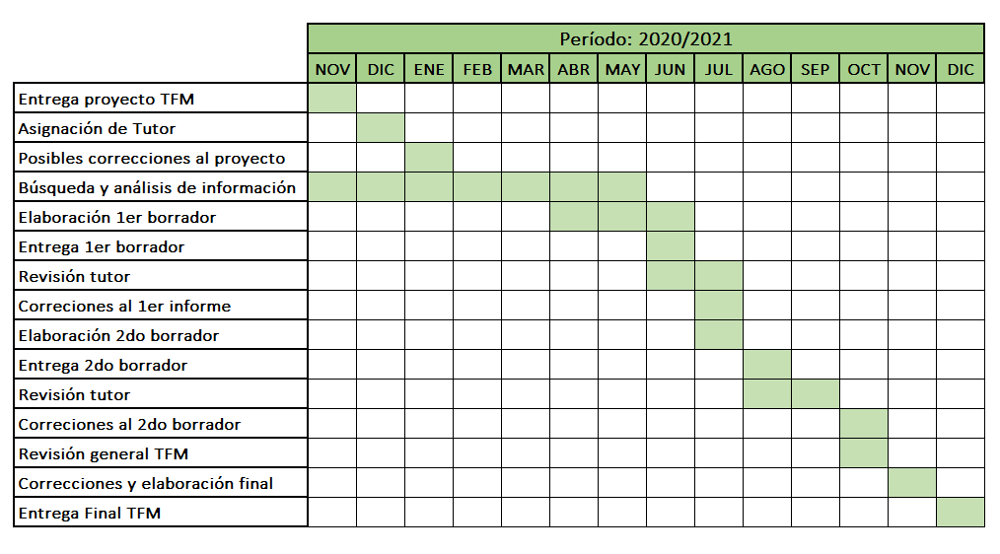 Período: 2020/2021
NOV DIC ENE FEB MAR ABR MAY JUN JUL AGO SEP OCT NOV DIC
Entrega proyecto TFM
Asignación de Tutor
Posibles correcciones al proyecto
Búsqueda y análisis de información
Elaboración 1er borrador
Entrega 1er borrador
Revisión tutor
Correciones al 1er informe
Elaboración 2do borrador
Entrega 2do borrador
Revisión tutor
Correciones al 2do borrador
Revisión general TFM
Correcciones y elaboración final
Entrega Final TFM